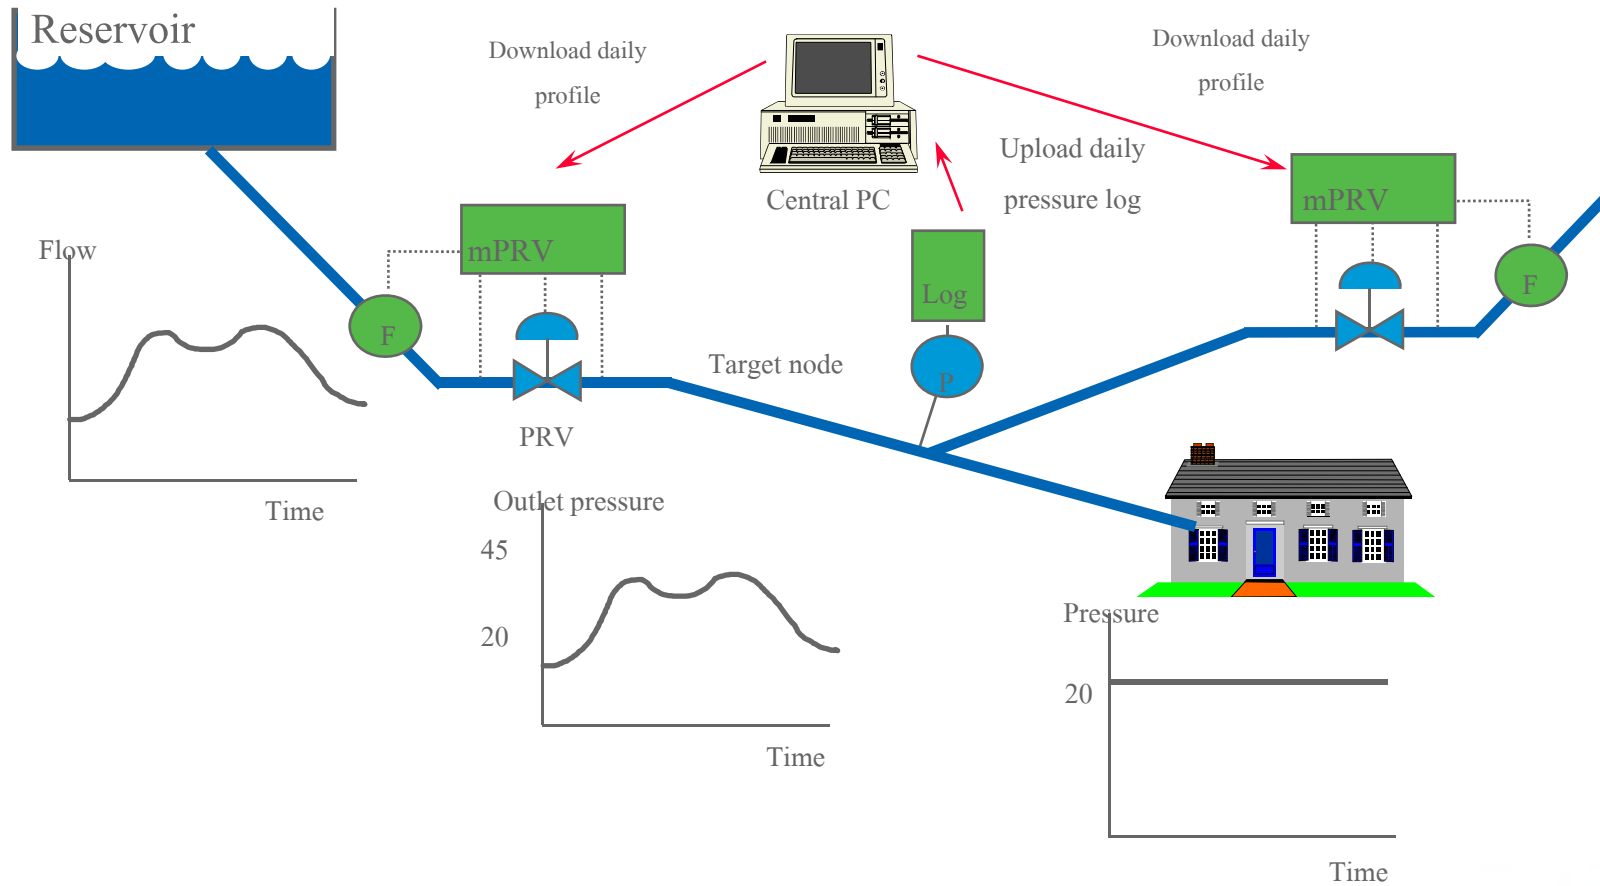 Reservoir
Download daily
profile
Download daily
profile
Upload daily
pressure log
Central PC
mPRV
mPRV
Flow
Log
F
F
Target node
P
PRV
Time
Outlet pressure
45
20
Time
Pressure
20
Time